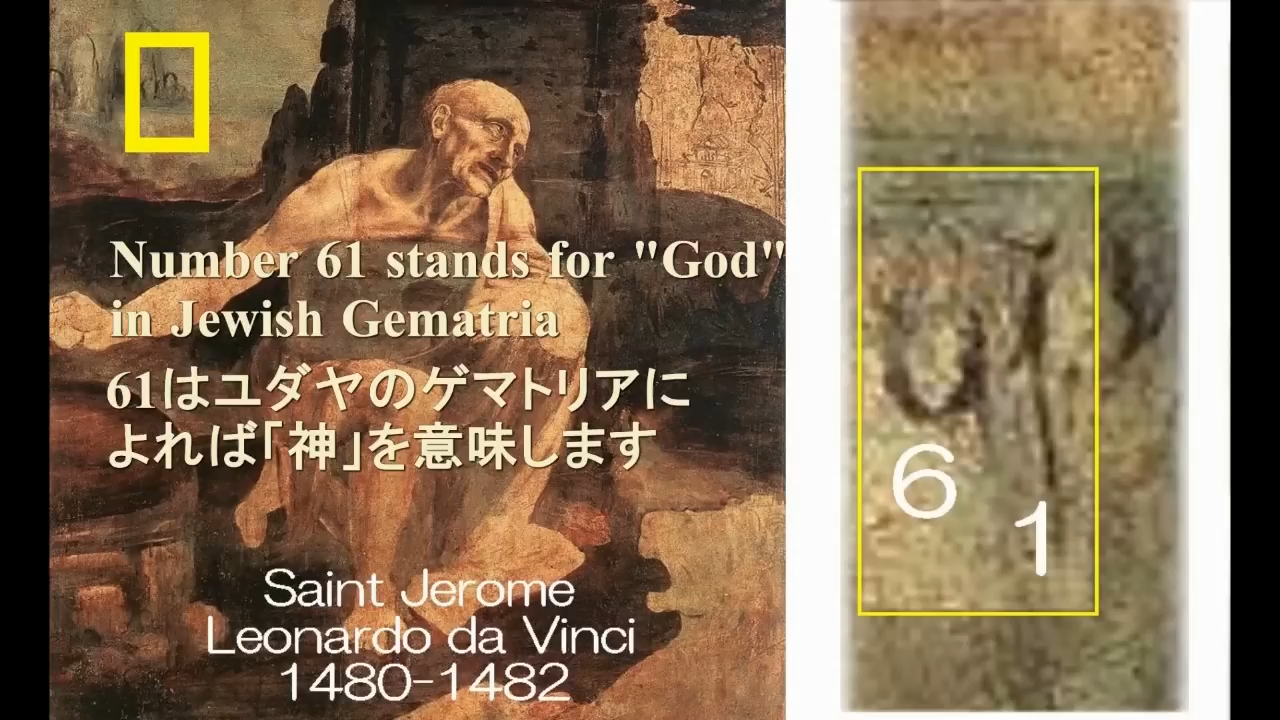 Number 61 stands for "God"
in Jewish Gematria
61はユダヤのゲマトリアに
よれば「神」を意味します
Saint Jerome
Leonardo da Vinci
1480-1482
6
1